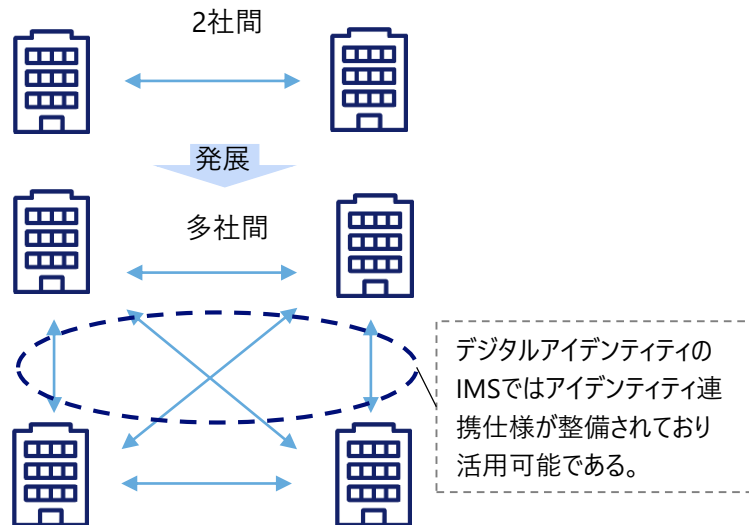 2社間
発展
多社間
デジタルアイデンティティの
IMSではアイデンティティ連
携仕様が整備されており
活用可能である。